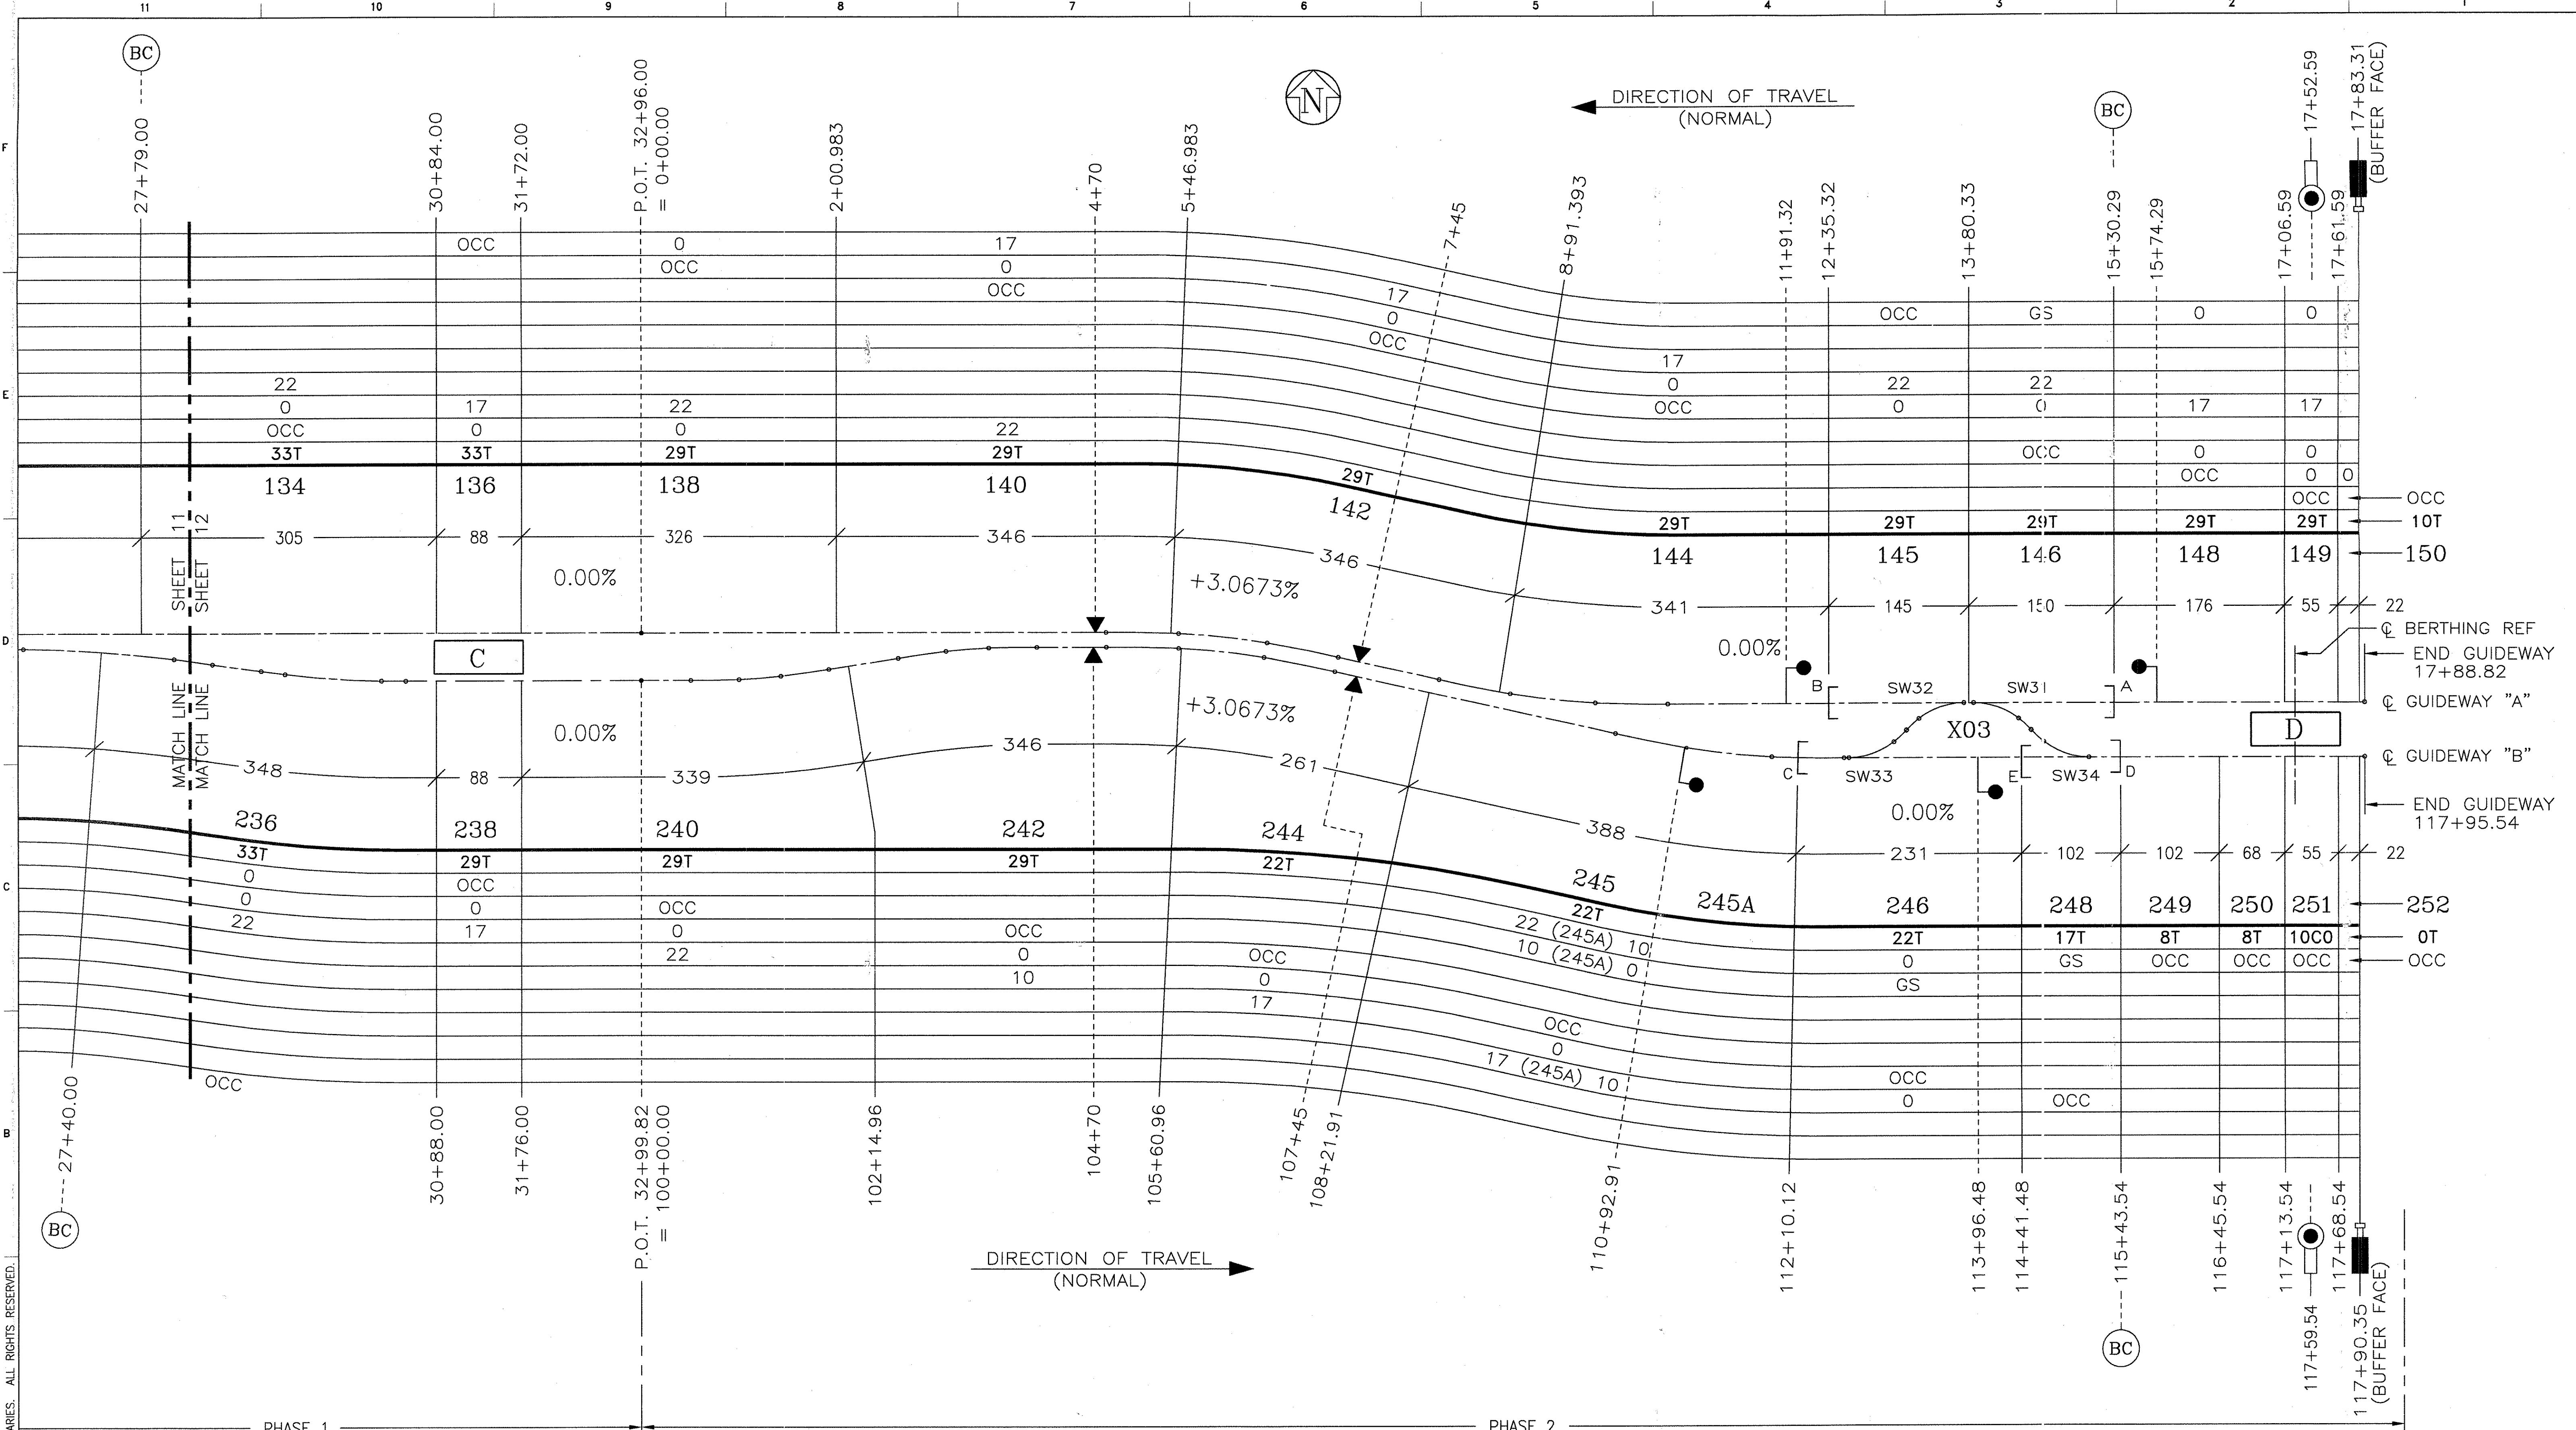 11 10 9 8 7 6 5 4 3 2 1
BC
27+79.00
30+84.00
31+72.00
P.O.T. 32+96.00
= 0+00.00
2+00.983
4+70
5+46.983
7+45
8+91.393
N
DIRECTION OF TRAVEL
(NORMAL)
BC
11+91.32
12+35.32
13+80.33
15+30.29
15+74.29
17+06.59
17+52.59
17+61.59
17+83.31
(BUFFER FACE)
F
E
D
C
B
OCC 0 17
OCC 0
OCC
17
0
OCC
OCC GS 0 0
17
22 0 22 22
0 17 22 OCC 0 0 17 17
OCC 0 0 22
OCC 0 0
OCC 0 0
OCC OCC
33T 33T 29T 29T 29T
134 136 138 140 142
29T 29T 29T 29T 29T 10T
144 145 146 148 149 150
SHEET 11
SHEET 12
305 88 326 346 346
341 145 150 176 55 22
0.00% +3.0673% 0.00%
C
℄ BERTHING REF
END GUIDEWAY
17+88.82
℄ GUIDEWAY "A"
B SW32 SW31 A
X03
D
℄ GUIDEWAY "B"
C SW33 E SW34 D
END GUIDEWAY
117+95.54
MATCH LINE
MATCH LINE
0.00% +3.0673% 0.00%
348 88 339 346 261 388
231 102 102 68 55 22
236 238 240 242 244 245 245A 246 248 249 250 251 252
33T 29T 29T 29T 22T 22T
22T 17T 8T 8T 10C0 0T
0 OCC
0 GS OCC OCC OCC OCC
0 0 OCC
22 (245A) 10
22 17 0 OCC
10 (245A) 0
GS
22 0 OCC
10 0
17
OCC
0
17 (245A) 10
OCC
0 OCC
OCC
27+40.00
BC
30+88.00
31+76.00
P.O.T. 32+99.82
= 100+00.00
102+14.96
104+70
105+60.96
107+45
108+21.91
110+92.91
112+10.12
113+96.48
114+41.48
115+43.54
BC
116+45.54
117+13.54
117+59.54
117+68.54
117+90.35
(BUFFER FACE)
DIRECTION OF TRAVEL
(NORMAL)
ARIES. ALL RIGHTS RESERVED.
PHASE 1
PHASE 2